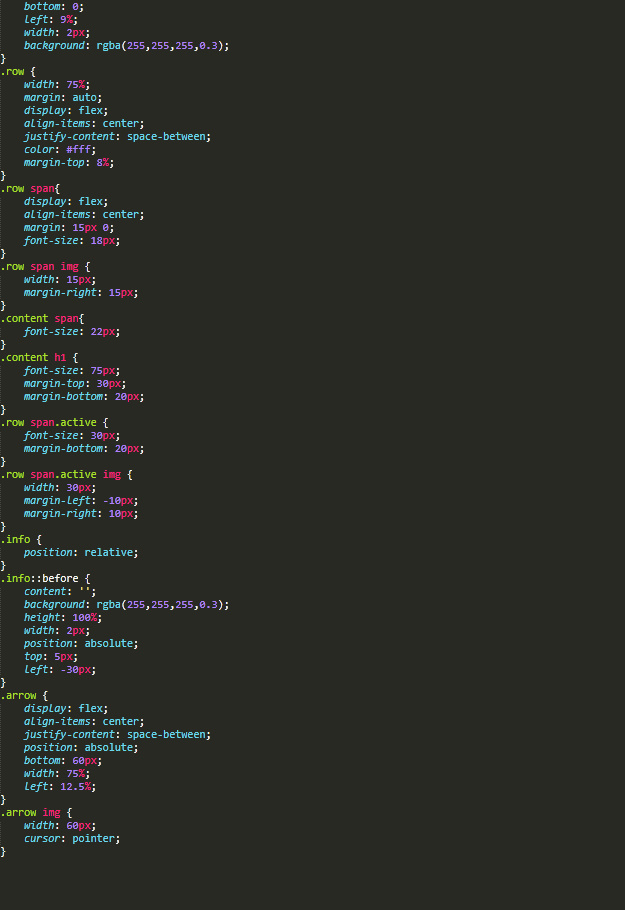 bottom: 0;
left: 9%;
width: 2px;
background: rgba(255,255,255,0.3);
}
.row {
width: 75%;
margin: auto;
display: flex;
align-items: center;
justify-content: space-between;
color: #fff;
margin-top: 8%;
}
.row span{
display: flex;
align-items: center;
margin: 15px 0;
font-size: 18px;
}
.row span img {
width: 15px;
margin-right: 15px;
}
.content span{
font-size: 22px;
}
.content h1 {
font-size: 75px;
margin-top: 30px;
margin-bottom: 20px;
}
.row span.active {
font-size: 30px;
margin-bottom: 20px;
}
.row span.active img {
width: 30px;
margin-left: -10px;
margin-right: 10px;
}
.info {
position: relative;
}
.info::before {
content: '';
background: rgba(255,255,255,0.3);
height: 100%;
width: 2px;
position: absolute;
top: 5px;
left: -30px;
}
.arrow {
display: flex;
align-items: center;
justify-content: space-between;
position: absolute;
bottom: 60px;
width: 75%;
left: 12.5%;
}
.arrow img {
width: 60px;
cursor: pointer;
}